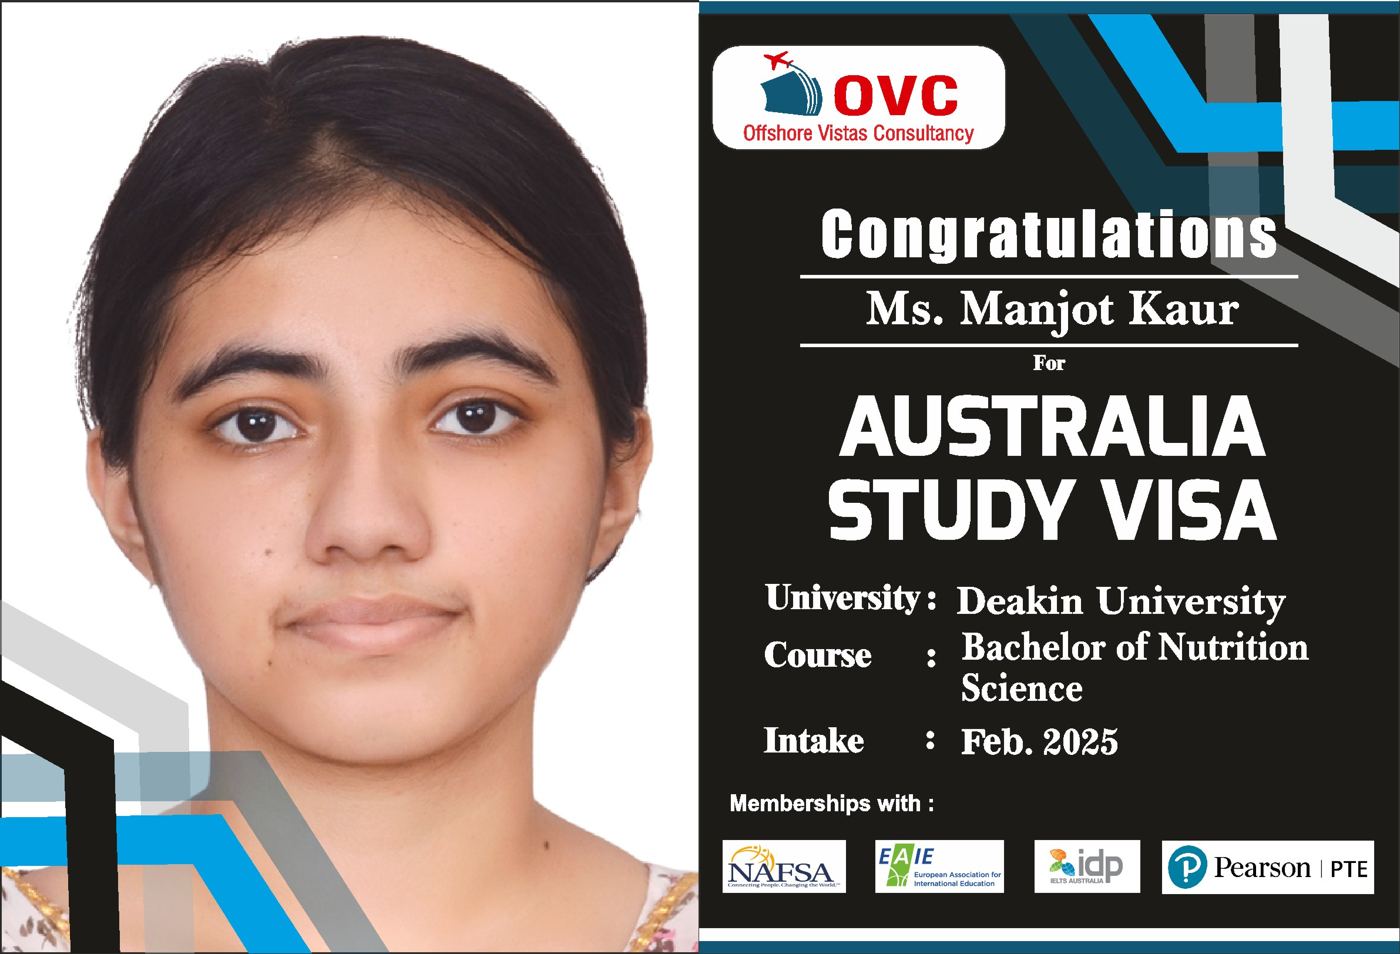 OVC
Offshore Vistas Consultancy
Congratulations
Ms. Manjot Kaur
For
AUSTRALIA
STUDY VISA
University : Deakin University
Course : Bachelor of Nutrition
Science
Intake : Feb. 2025
Memberships with :
NAFSA
Connecting People. Changing the World.™
EAIE
European Association for
International Education
idp
IELTS AUSTRALIA
Pearson | PTE